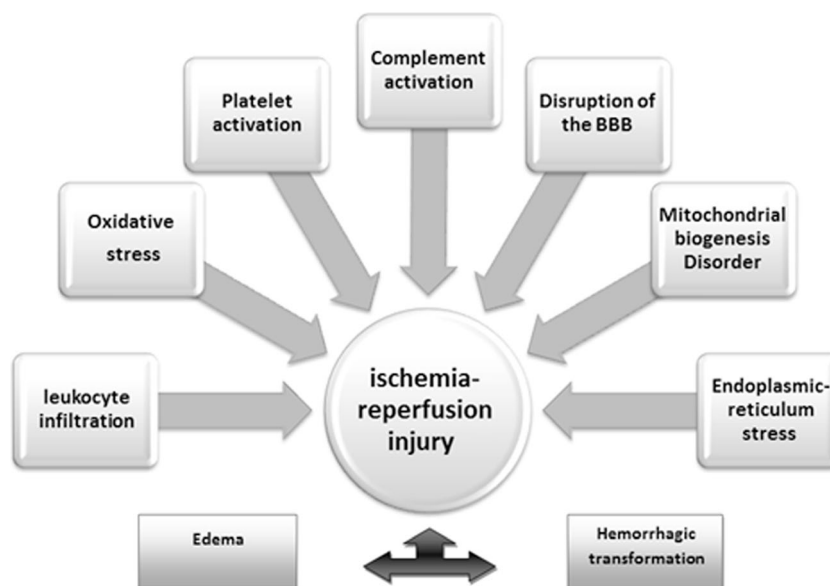 Complement
activation
Platelet
activation
Disruption of
the BBB
Oxidative
stress
Mitochondrial
biogenesis
Disorder
leukocyte
infiltration
ischemia-
reperfusion
injury
Endoplasmic-
reticulum
stress
Edema
Hemorrhagic
transformation